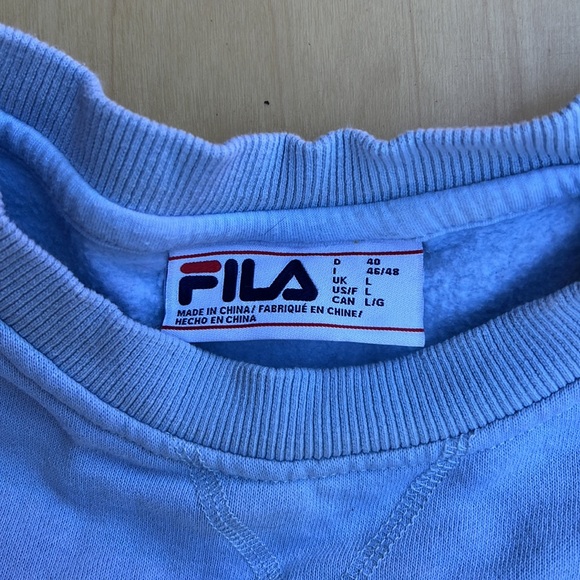 FILA
D 40
I 46/48
UK L
US/F L
CAN L/G
MADE IN CHINA/ FABRIQUÉ EN CHINE/
HECHO EN CHINA